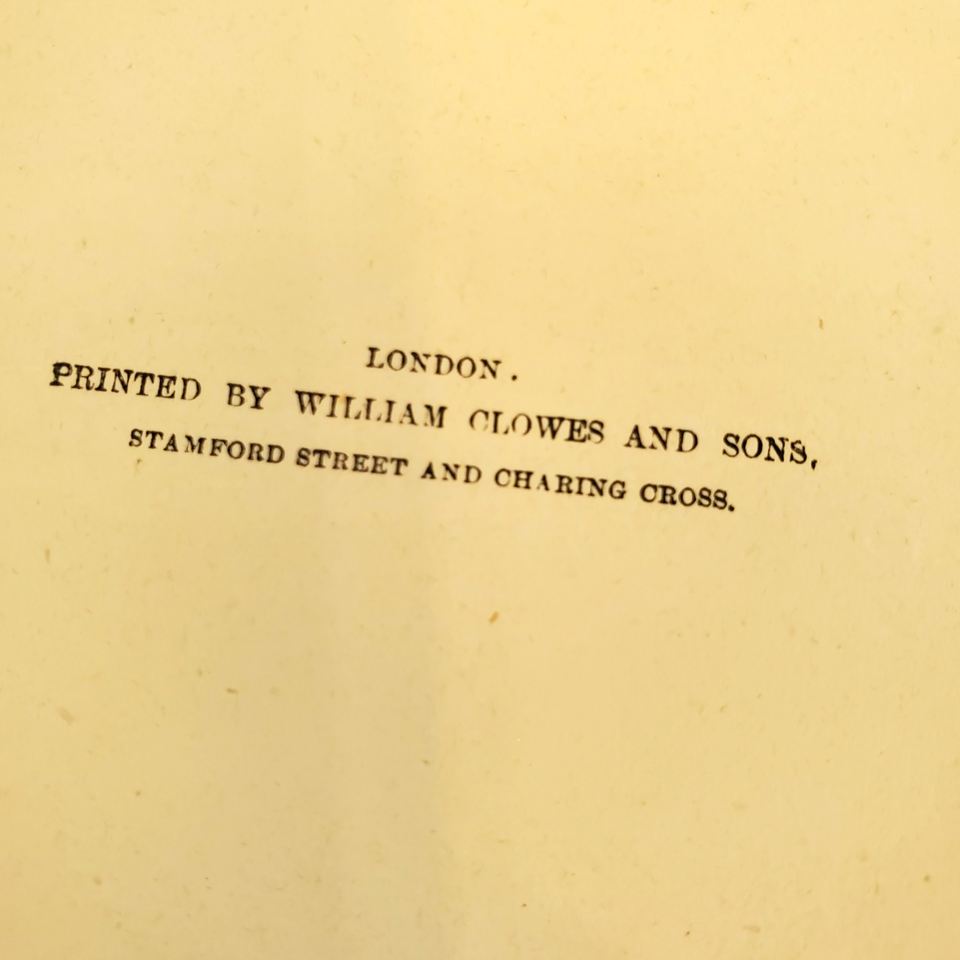 LONDON.
PRINTED BY WILLIAM CLOWES AND SONS,
STAMFORD STREET AND CHARING CROSS.